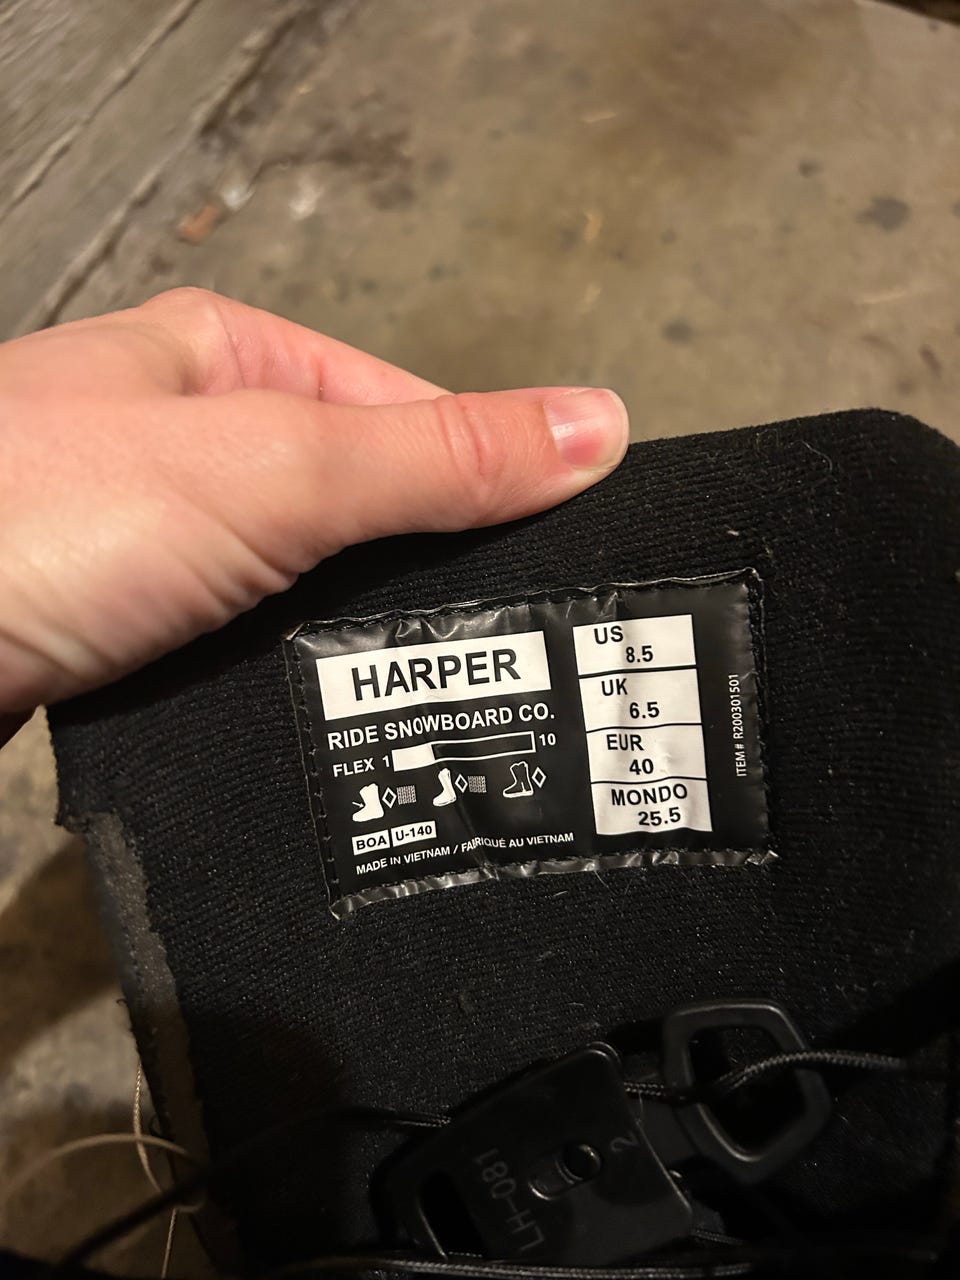 HARPER
RIDE SNOWBOARD CO.
FLEX 1 10
BOA U-140
MADE IN VIETNAM / FABRIQUÉ AU VIETNAM
US
8.5
UK
6.5
EUR
40
MONDO
25.5
ITEM# R200301501
LH-081
2